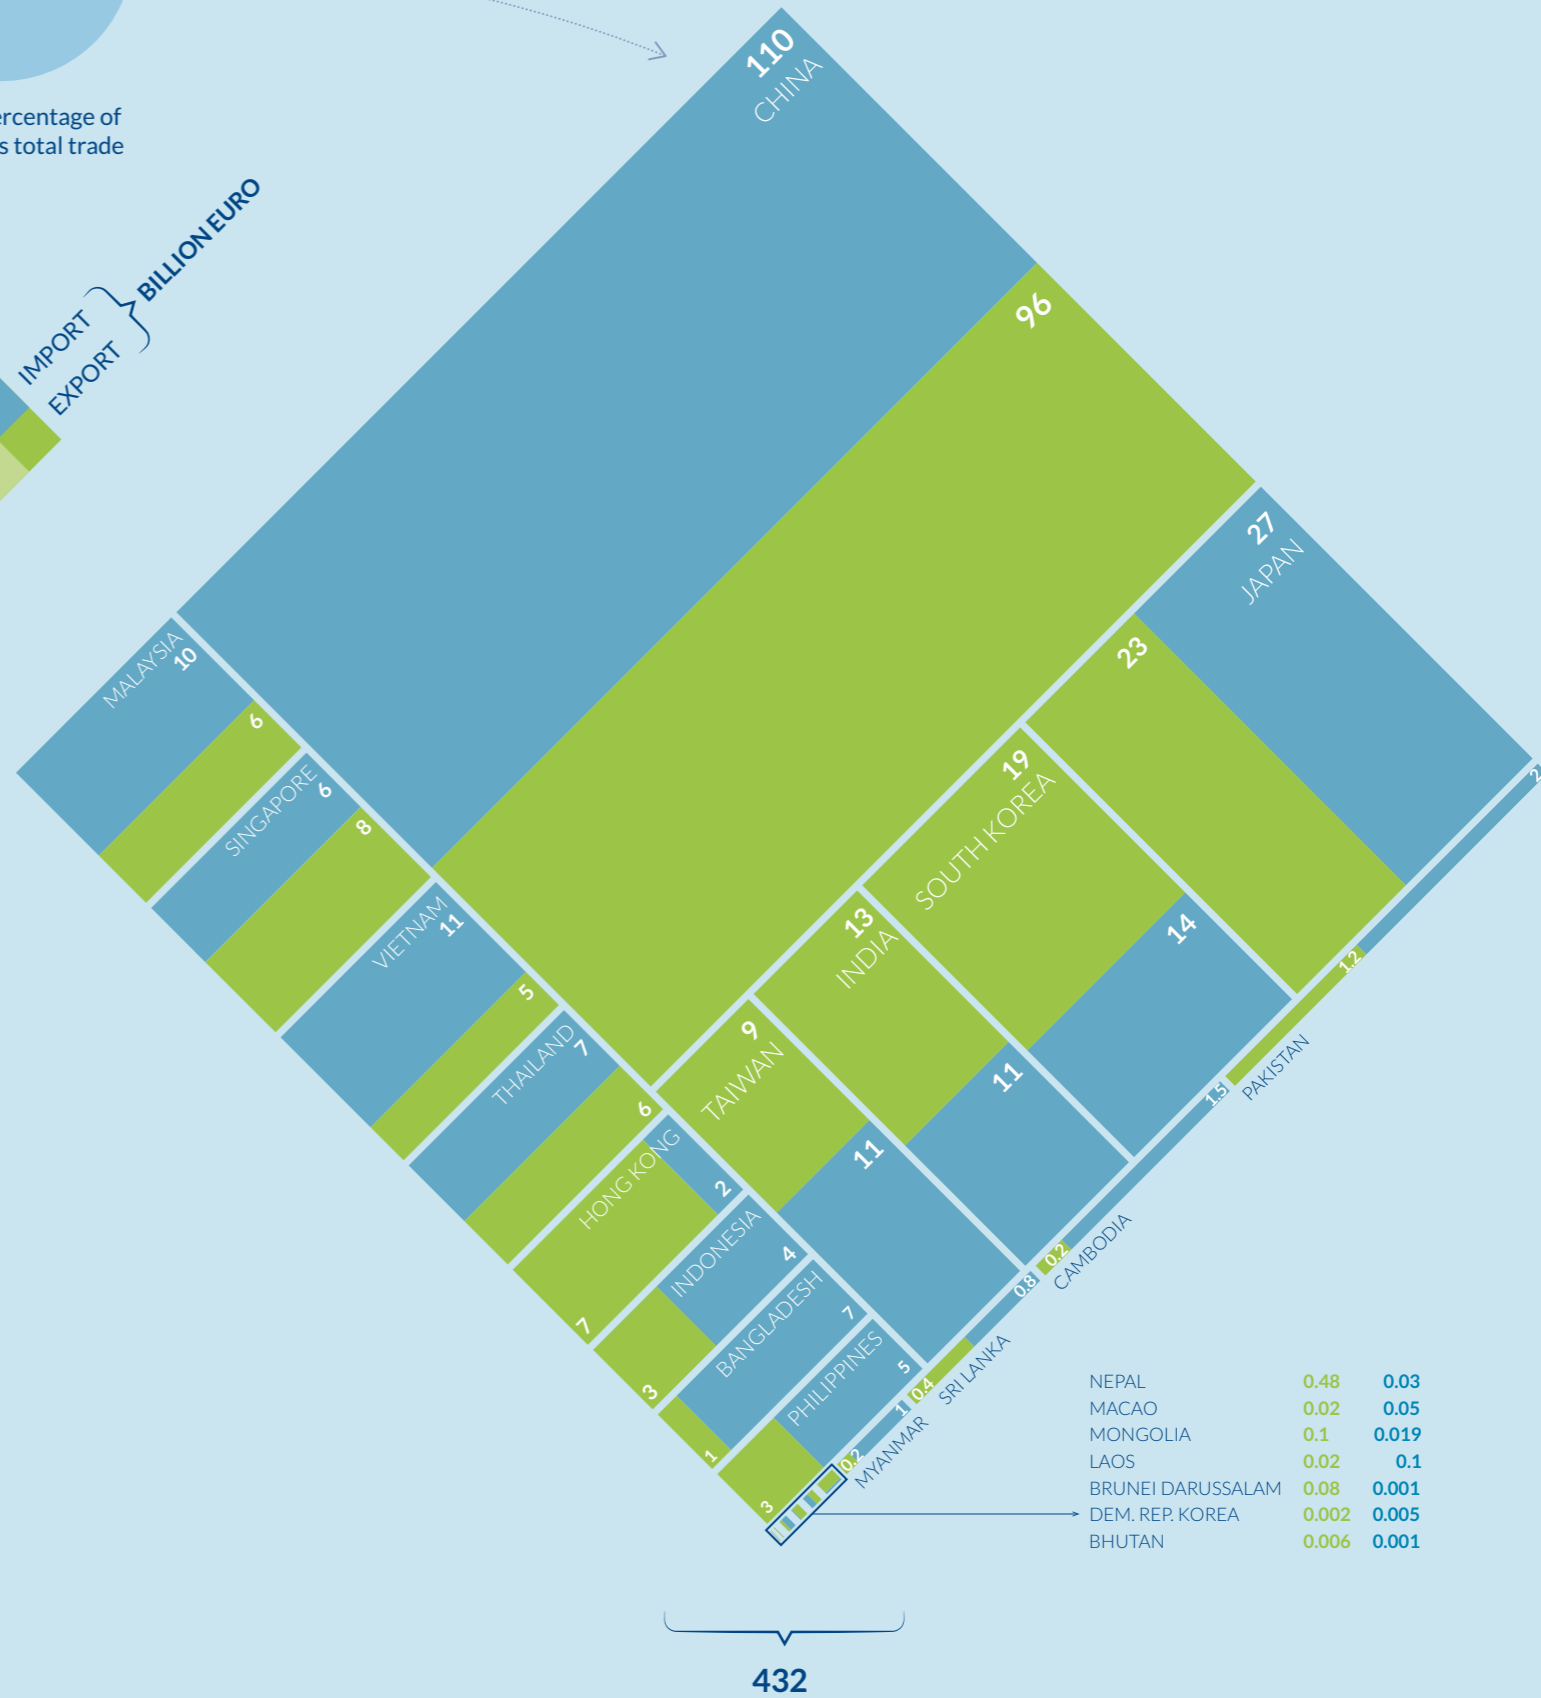 110
CHINA
ercentage of
s total trade
BILLION EURO
IMPORT
EXPORT
96
27
JAPAN
23
MALAYSIA
10
6
SINGAPORE
6
8
19
SOUTH KOREA
14
2
VIETNAM
11
5
13
INDIA
11
1.2
PAKISTAN
THAILAND
7
6
9
TAIWAN
11
1.5
CAMBODIA
0.2
HONG KONG
2
7
INDONESIA
4
3
BANGLADESH
7
1
PHILIPPINES
5
3
0.8
SRI LANKA
0.4
1
MYANMAR
0.2
NEPAL 0.48 0.03
MACAO 0.02 0.05
MONGOLIA 0.1 0.019
LAOS 0.02 0.1
BRUNEI DARUSSALAM 0.08 0.001
DEM. REP. KOREA 0.002 0.005
BHUTAN 0.006 0.001
432